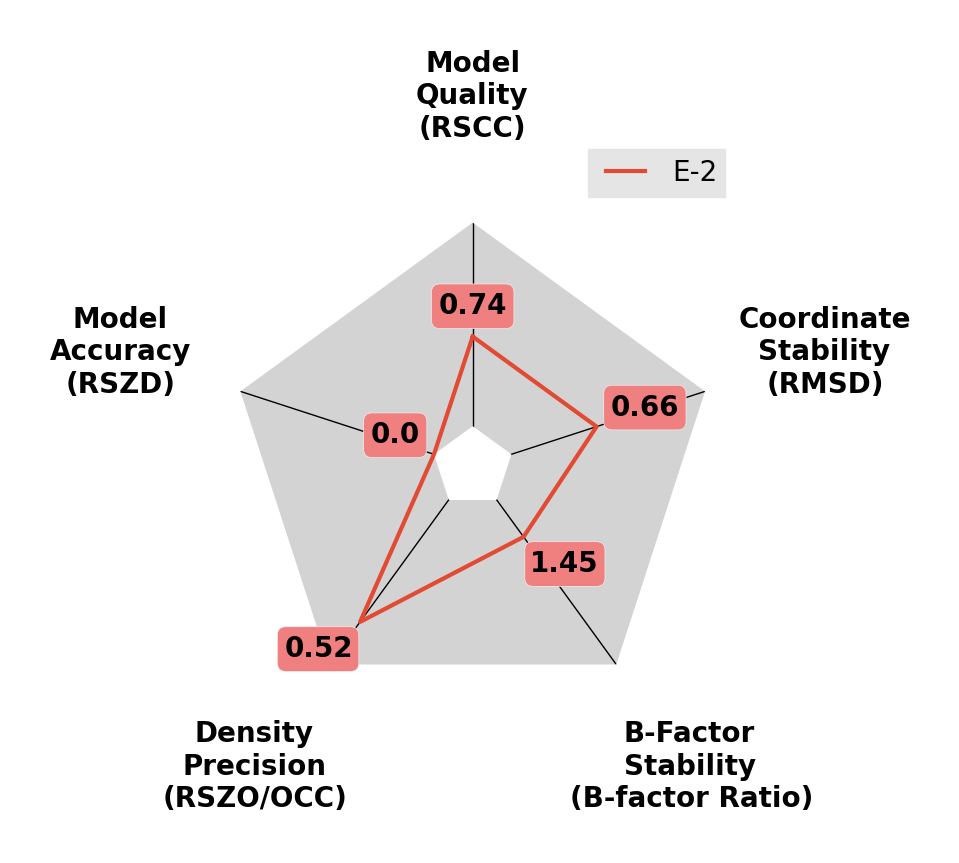 Model
Quality
(RSCC)
E-2
Model
Accuracy
(RSZD)
Coordinate
Stability
(RMSD)
0.74
0.66
0.0
1.45
0.52
Density
Precision
(RSZO/OCC)
B-Factor
Stability
(B-factor Ratio)